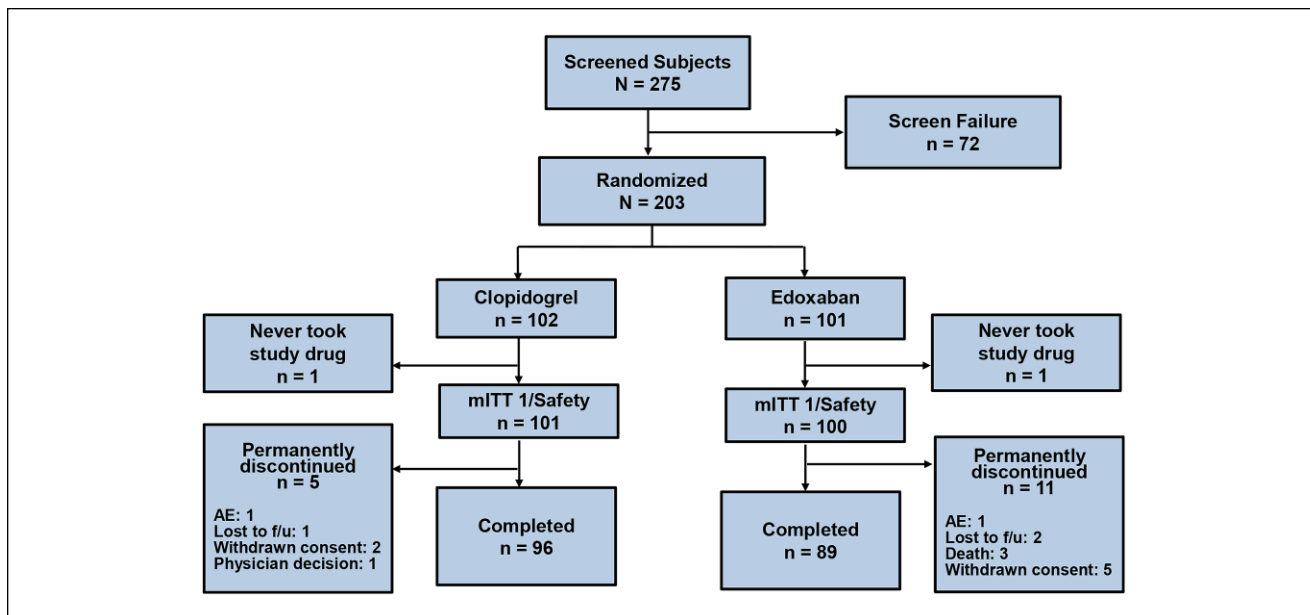 Screened Subjects
N = 275
Screen Failure
n = 72
Randomized
N = 203
Clopidogrel
n = 102
Edoxaban
n = 101
Never took
study drug
n = 1
Never took
study drug
n = 1
mITT 1/Safety
n = 101
mITT 1/Safety
n = 100
Permanently
discontinued
n = 5
AE: 1
Lost to f/u: 1
Withdrawn consent: 2
Physician decision: 1
Permanently
discontinued
n = 11
AE: 1
Lost to f/u: 2
Death: 3
Withdrawn consent: 5
Completed
n = 96
Completed
n = 89